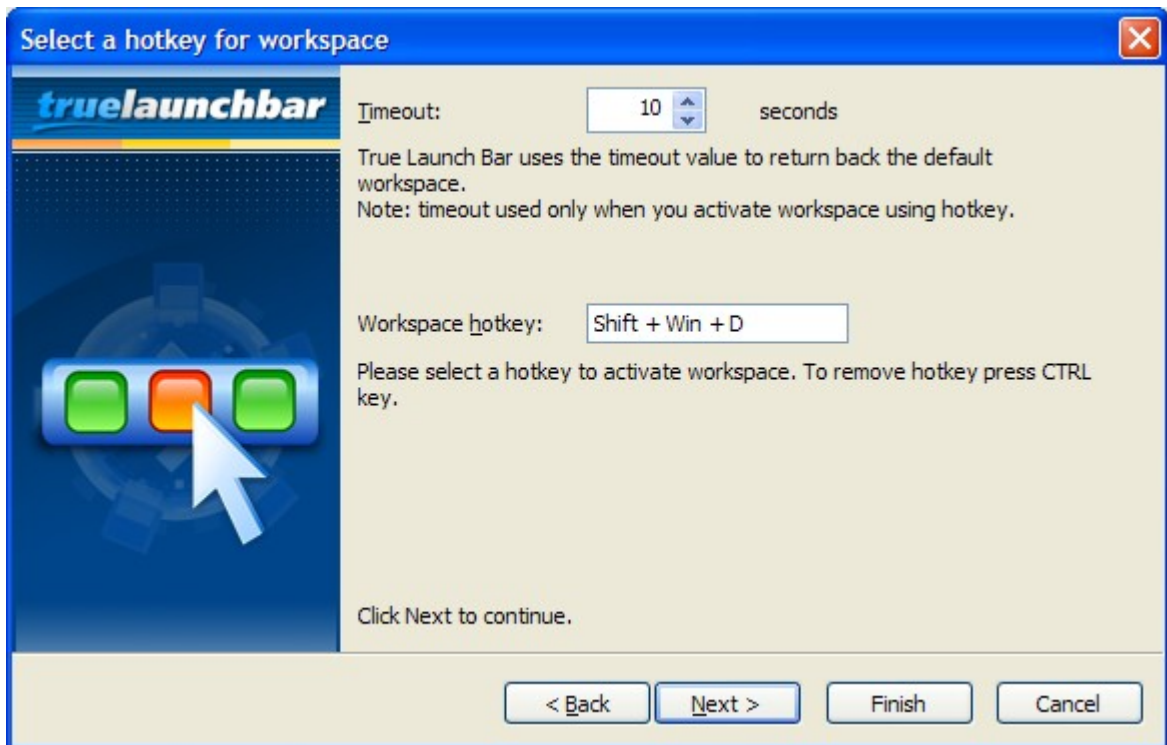 Select a hotkey for workspace
truelaunchbar
Timeout: 10 seconds
True Launch Bar uses the timeout value to return back the default
workspace.
Note: timeout used only when you activate workspace using hotkey.
Workspace hotkey: Shift + Win + D
Please select a hotkey to activate workspace. To remove hotkey press CTRL
key.
Click Next to continue.
< Back Next > Finish Cancel